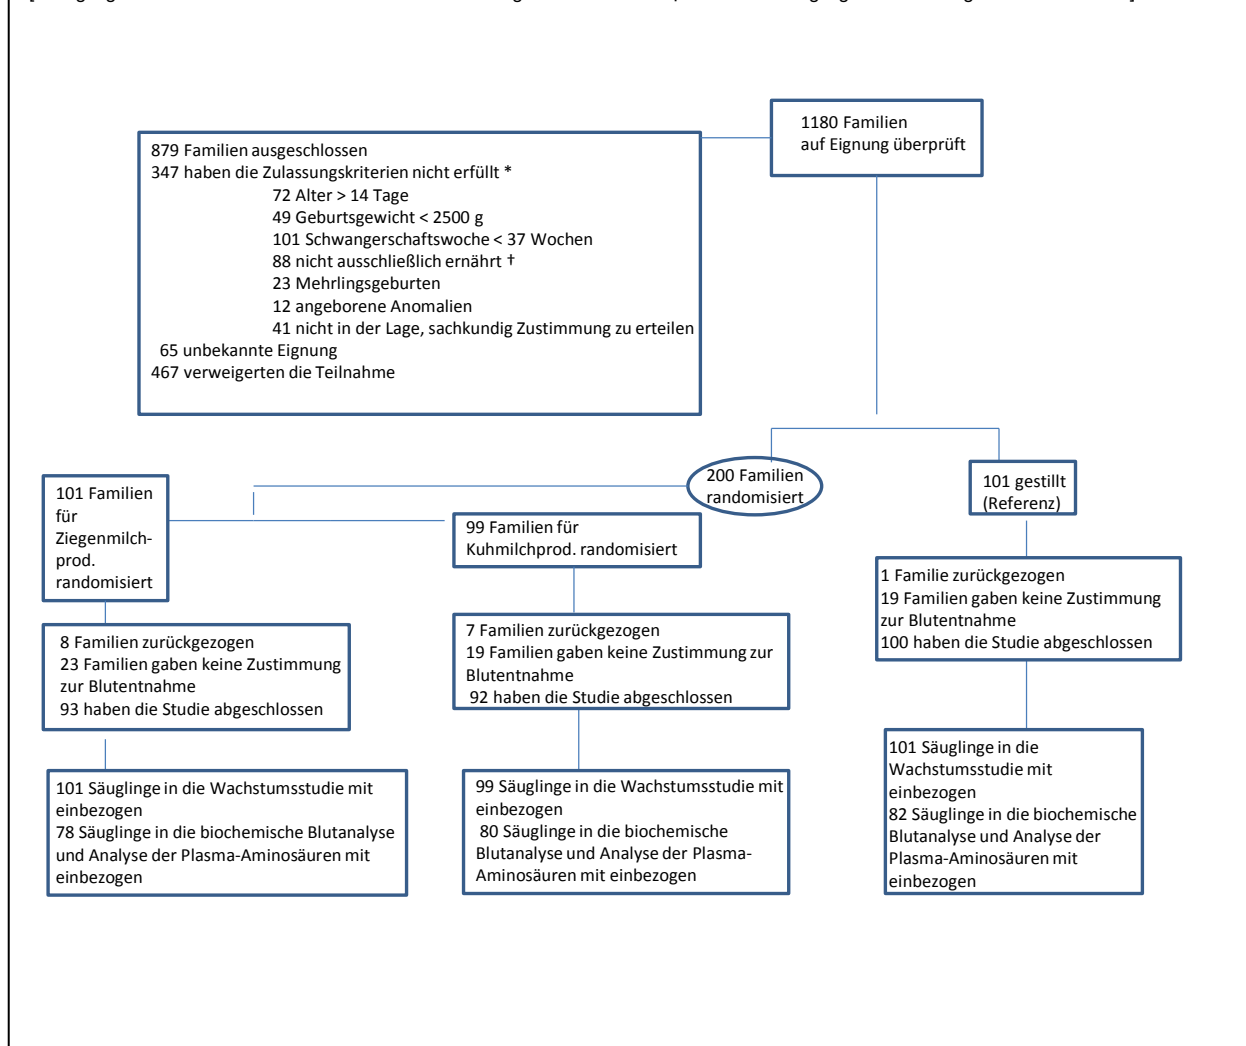 1180 Familien
auf Eignung überprüft
879 Familien ausgeschlossen
347 haben die Zulassungskriterien nicht erfüllt *
72 Alter > 14 Tage
49 Geburtsgewicht < 2500 g
101 Schwangerschaftswoche < 37 Wochen
88 nicht ausschließlich ernährt †
23 Mehrlingsgeburten
12 angeborene Anomalien
41 nicht in der Lage, sachkundig Zustimmung zu erteilen
65 unbekannte Eignung
467 verweigerten die Teilnahme
200 Familien
randomisiert
101 gestillt
(Referenz)
101 Familien
für
Ziegenmilch-
prod.
randomisiert
99 Familien für
Kuhmilchprod. randomisiert
1 Familie zurückgezogen
19 Familien gaben keine Zustimmung
zur Blutentnahme
100 haben die Studie abgeschlossen
8 Familien zurückgezogen
23 Familien gaben keine Zustimmung
zur Blutentnahme
93 haben die Studie abgeschlossen
7 Familien zurückgezogen
19 Familien gaben keine Zustimmung zur
Blutentnahme
92 haben die Studie abgeschlossen
101 Säuglinge in die Wachstumsstudie mit
einbezogen
78 Säuglinge in die biochemische Blutanalyse
und Analyse der Plasma-Aminosäuren mit
einbezogen
99 Säuglinge in die Wachstumsstudie mit
einbezogen
80 Säuglinge in die biochemische
Blutanalyse und Analyse der Plasma-
Aminosäuren mit einbezogen
101 Säuglinge in die
Wachstumsstudie mit
einbezogen
82 Säuglinge in die biochemische
Blutanalyse und Analyse der
Plasma-Aminosäuren mit
einbezogen